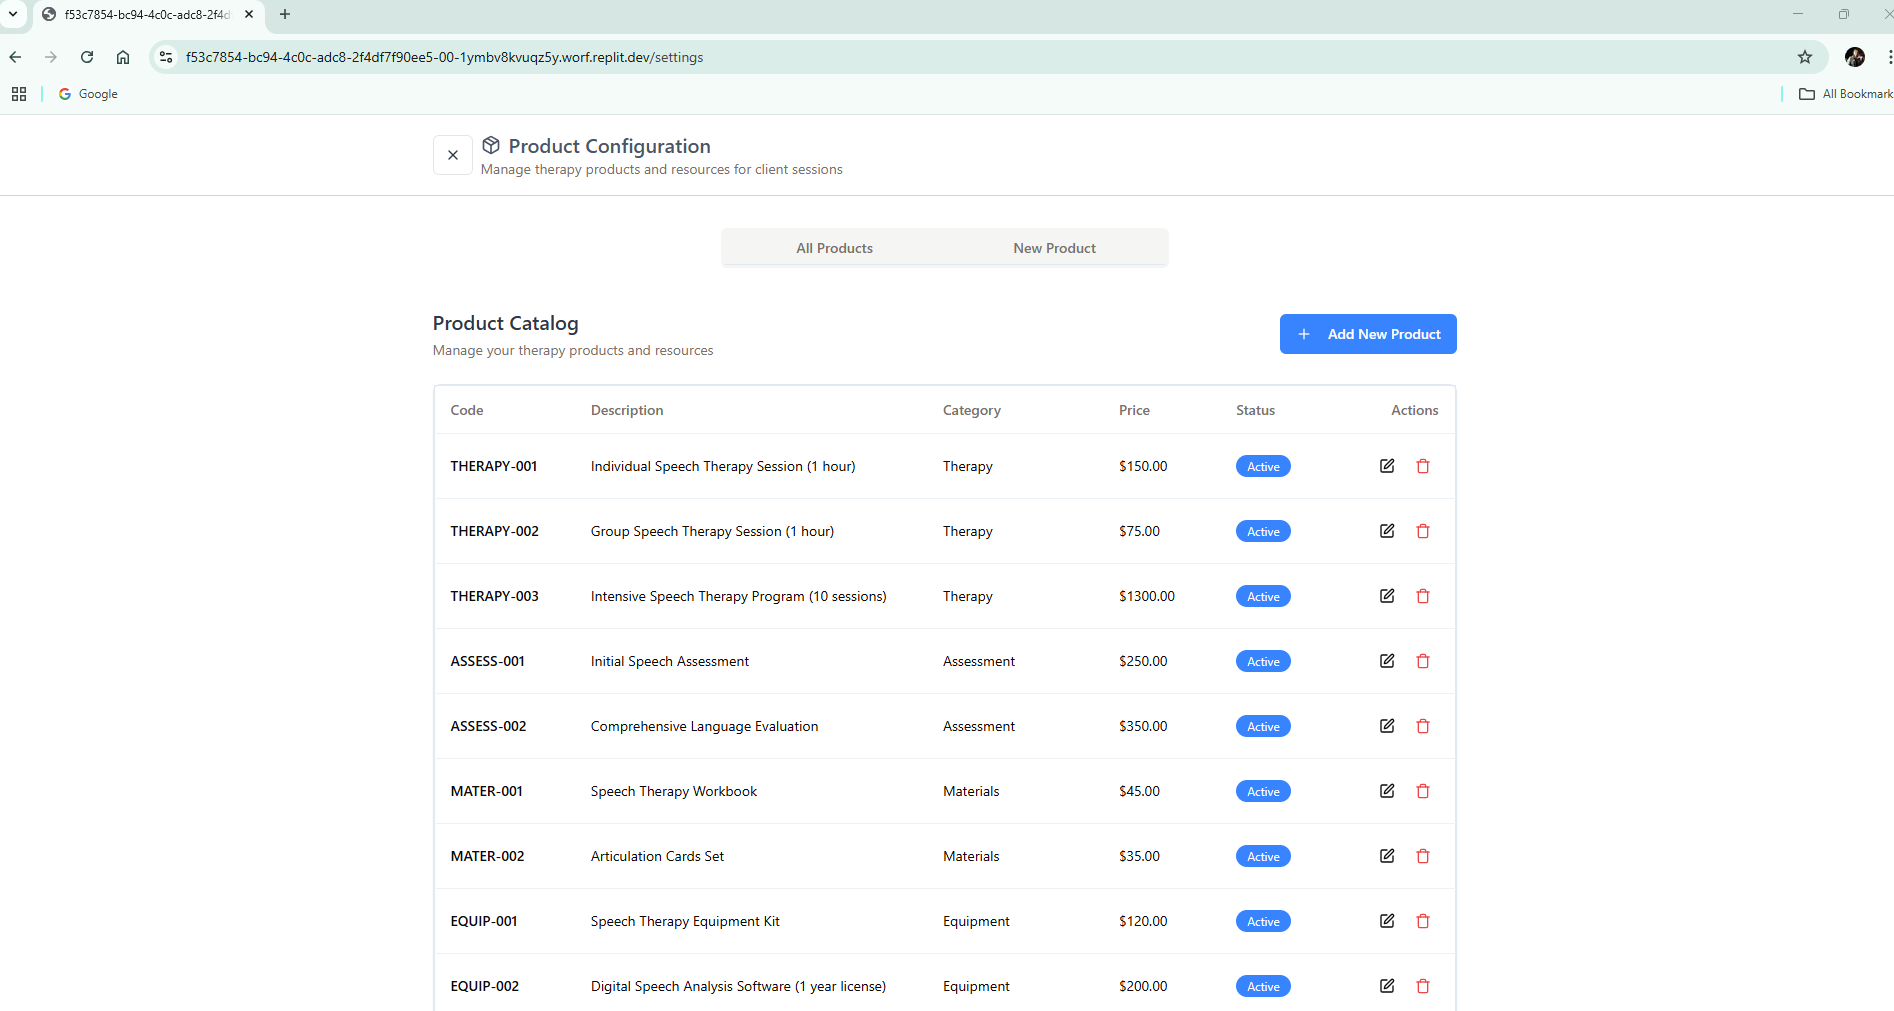 f53c7854-bc94-4c0c-adc8-2f4d
f53c7854-bc94-4c0c-adc8-2f4df7f90ee5-00-1ymbv8kvuqz5y.worf.replit.dev/settings
Google
All Bookmark
Product Configuration
Manage therapy products and resources for client sessions
All Products New Product
Product Catalog
Manage your therapy products and resources
Add New Product
Code Description Category Price Status Actions
THERAPY-001 Individual Speech Therapy Session (1 hour) Therapy $150.00 Active
THERAPY-002 Group Speech Therapy Session (1 hour) Therapy $75.00 Active
THERAPY-003 Intensive Speech Therapy Program (10 sessions) Therapy $1300.00 Active
ASSESS-001 Initial Speech Assessment Assessment $250.00 Active
ASSESS-002 Comprehensive Language Evaluation Assessment $350.00 Active
MATER-001 Speech Therapy Workbook Materials $45.00 Active
MATER-002 Articulation Cards Set Materials $35.00 Active
EQUIP-001 Speech Therapy Equipment Kit Equipment $120.00 Active
EQUIP-002 Digital Speech Analysis Software (1 year license) Equipment $200.00 Active